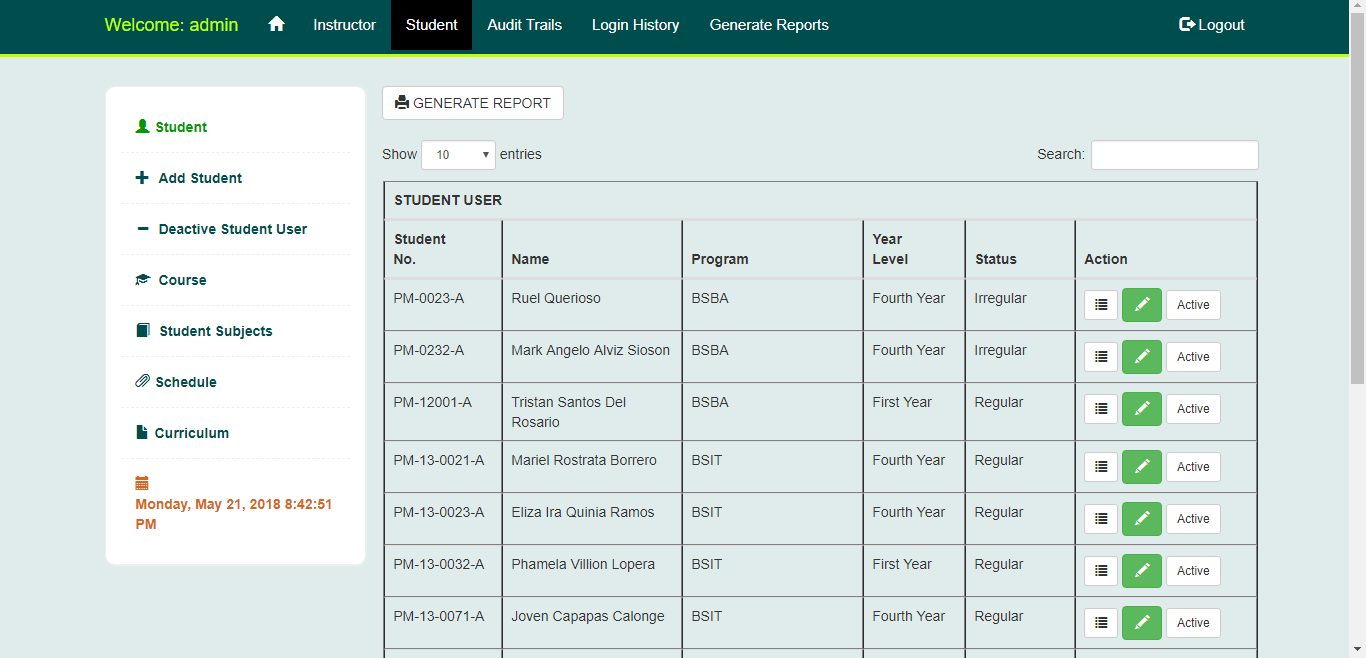 Welcome: admin Instructor Student Audit Trails Login History Generate Reports Logout
Student
Add Student
Deactive Student User
Course
Student Subjects
Schedule
Curriculum
Monday, May 21, 2018 8:42:51
PM
GENERATE REPORT
Show 10 entries Search:
STUDENT USER
Student
No. Name Program Year
Level Status Action
PM-0023-A Ruel Querioso BSBA Fourth Year Irregular Active
PM-0232-A Mark Angelo Alviz Sioson BSBA Fourth Year Irregular Active
PM-12001-A Tristan Santos Del
Rosario BSBA First Year Regular Active
PM-13-0021-A Mariel Rostrata Borrero BSIT Fourth Year Regular Active
PM-13-0023-A Eliza Ira Quinia Ramos BSIT Fourth Year Regular Active
PM-13-0032-A Phamela Villion Lopera BSIT First Year Regular Active
PM-13-0071-A Joven Capapas Calonge BSIT Fourth Year Regular Active